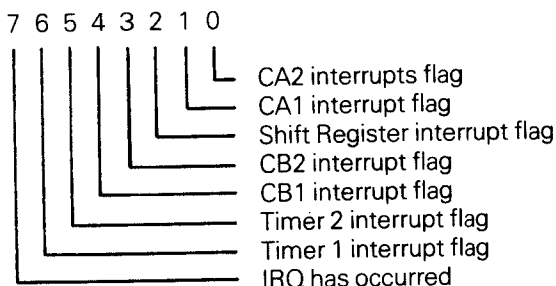 7 6 5 4 3 2 1 0
CA2 interrupts flag
CA1 interrupt flag
Shift Register interrupt flag
CB2 interrupt flag
CB1 interrupt flag
Timer 2 interrupt flag
Timer 1 interrupt flag
IRQ has occurred